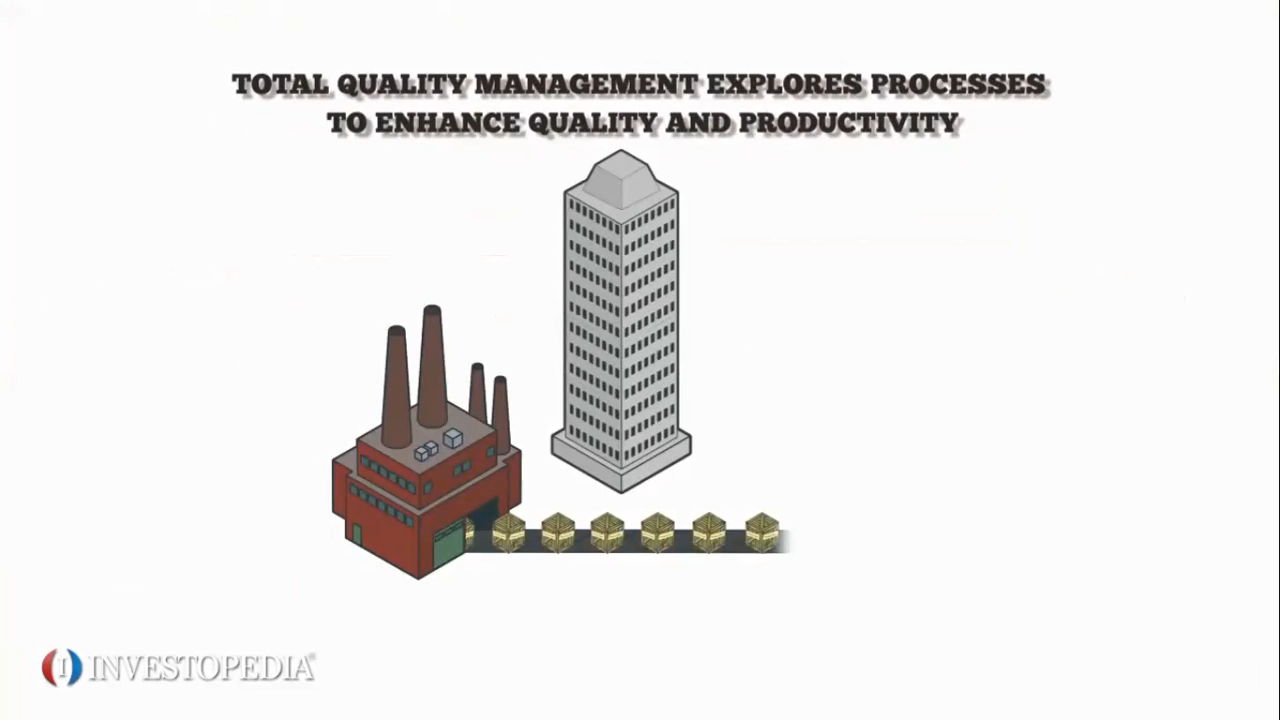 TOTAL QUALITY MANAGEMENT EXPLORES PROCESSES
TO ENHANCE QUALITY AND PRODUCTIVITY
INVESTOPEDIA®